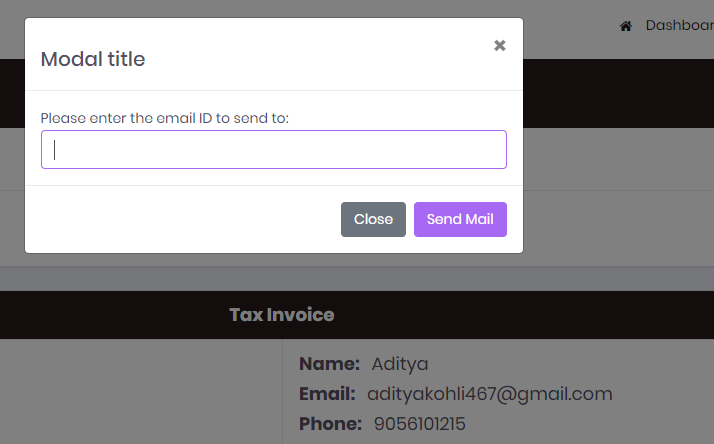 Dashboar
Modal title
Please enter the email ID to send to:
Close Send Mail
Tax Invoice
Name: Aditya
Email: adityakohli467@gmail.com
Phone: 9056101215